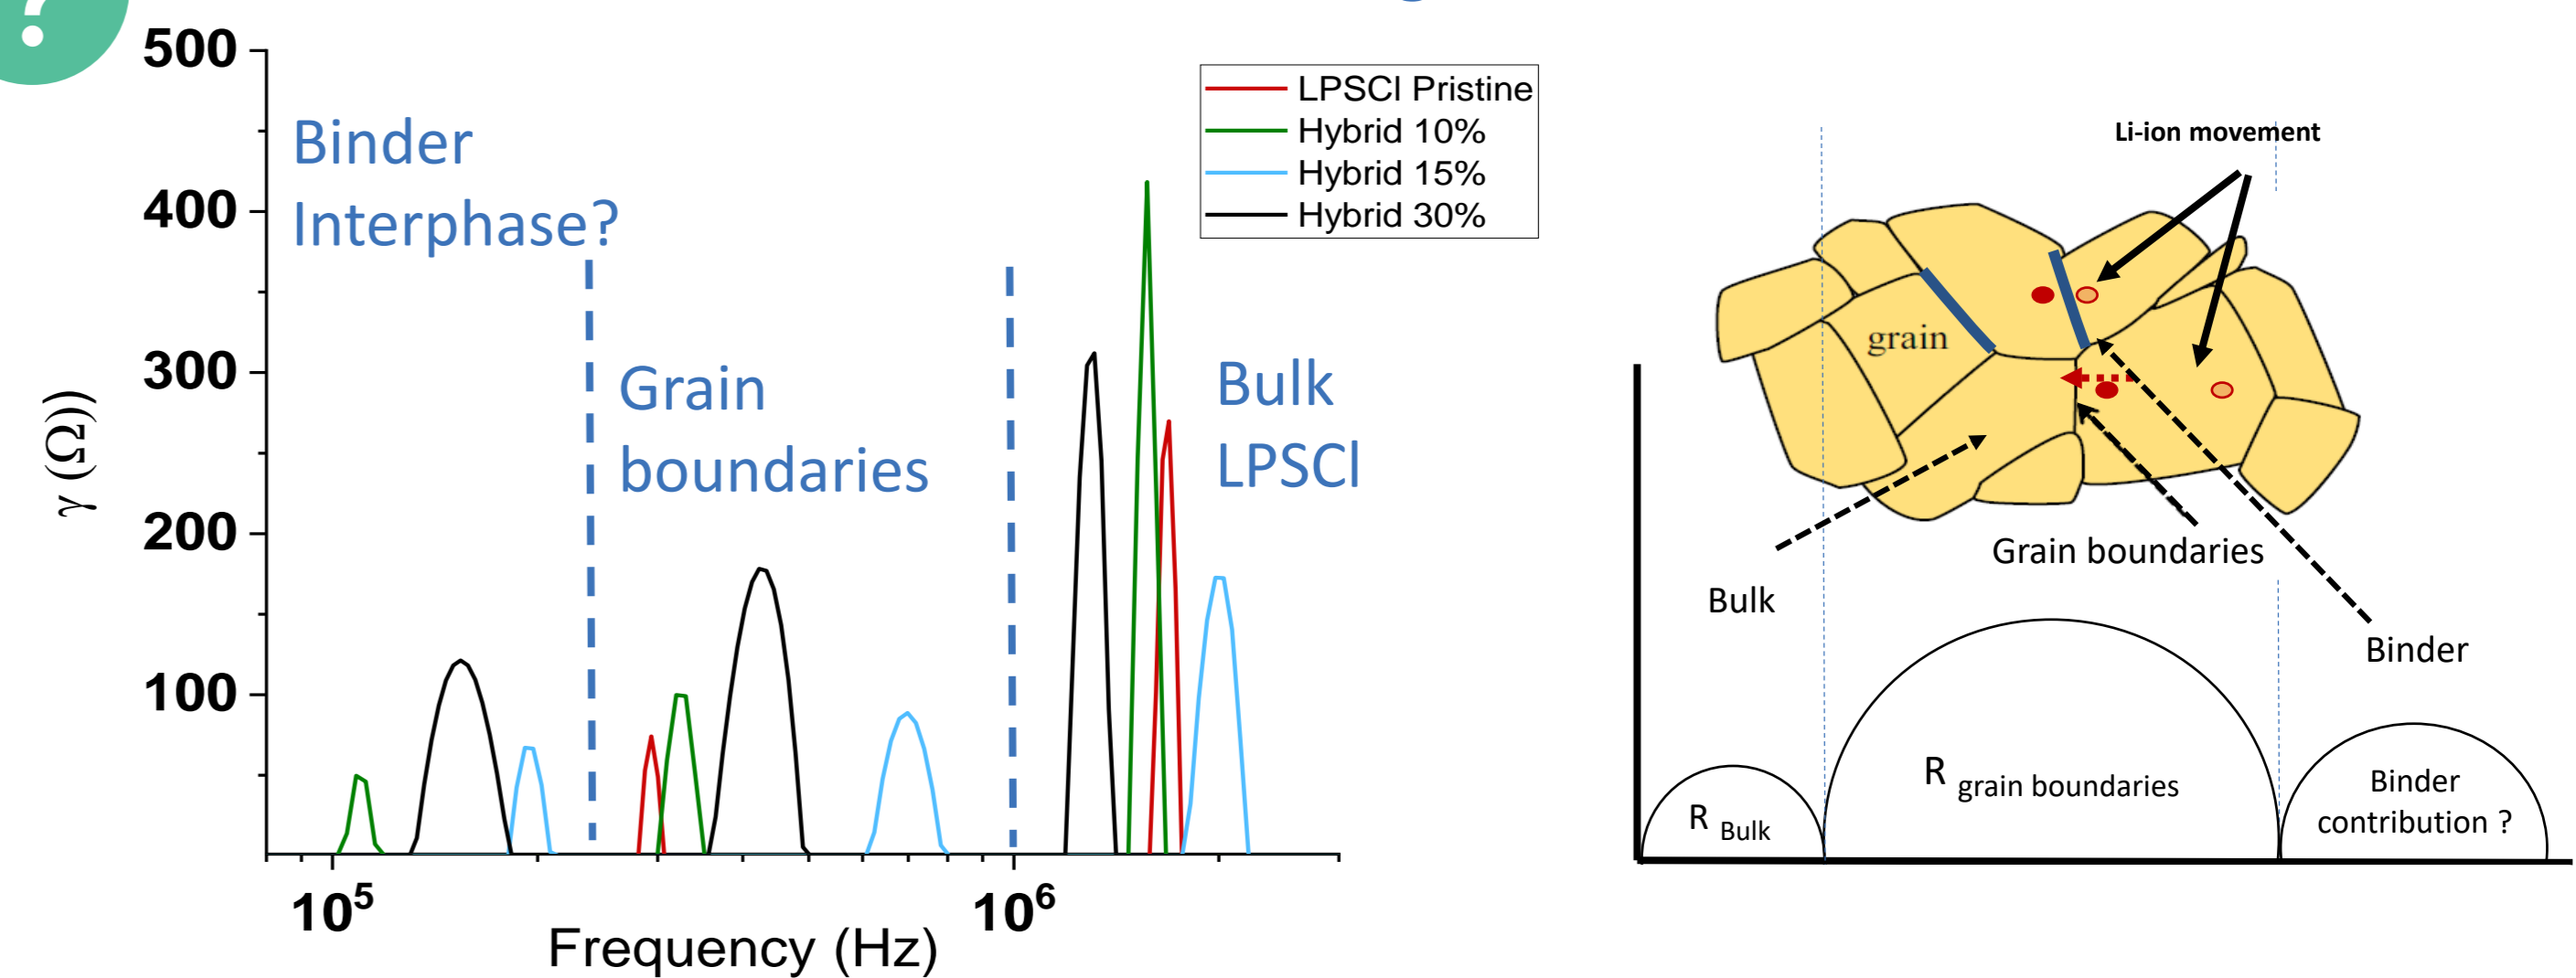 ?
500
400
300
200
100
γ (Ω))
Binder
Interphase?
Grain
boundaries
Bulk
LPSCl
LPSCl Pristine
Hybrid 10%
Hybrid 15%
Hybrid 30%
10⁵
10⁶
Frequency (Hz)
Li-ion movement
grain
Grain boundaries
Bulk
Binder
R Bulk
R grain boundaries
Binder
contribution ?